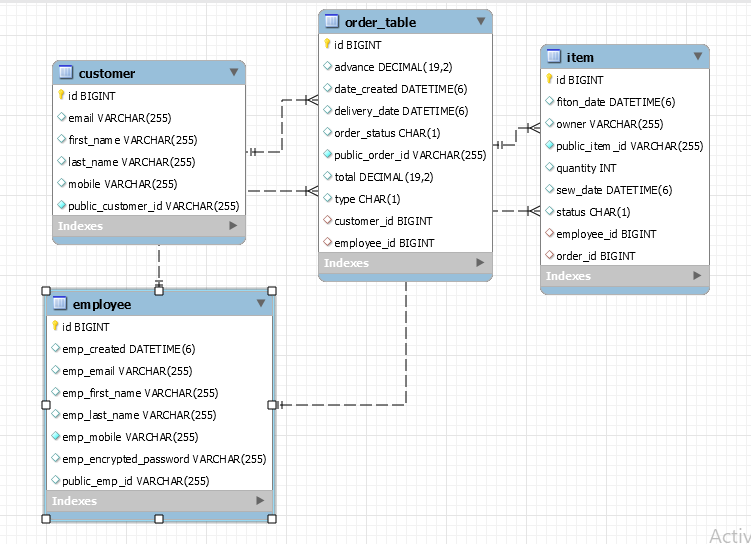 customer
id BIGINT
email VARCHAR(255)
first_name VARCHAR(255)
last_name VARCHAR(255)
mobile VARCHAR(255)
public_customer_id VARCHAR(255)
Indexes
order_table
id BIGINT
advance DECIMAL(19,2)
date_created DATETIME(6)
delivery_date DATETIME(6)
order_status CHAR(1)
public_order_id VARCHAR(255)
total DECIMAL(19,2)
type CHAR(1)
customer_id BIGINT
employee_id BIGINT
Indexes
item
id BIGINT
fiton_date DATETIME(6)
owner VARCHAR(255)
public_item_id VARCHAR(255)
quantity INT
sew_date DATETIME(6)
status CHAR(1)
employee_id BIGINT
order_id BIGINT
Indexes
employee
id BIGINT
emp_created DATETIME(6)
emp_email VARCHAR(255)
emp_first_name VARCHAR(255)
emp_last_name VARCHAR(255)
emp_mobile VARCHAR(255)
emp_encrypted_password VARCHAR(255)
public_emp_id VARCHAR(255)
Indexes
Activ